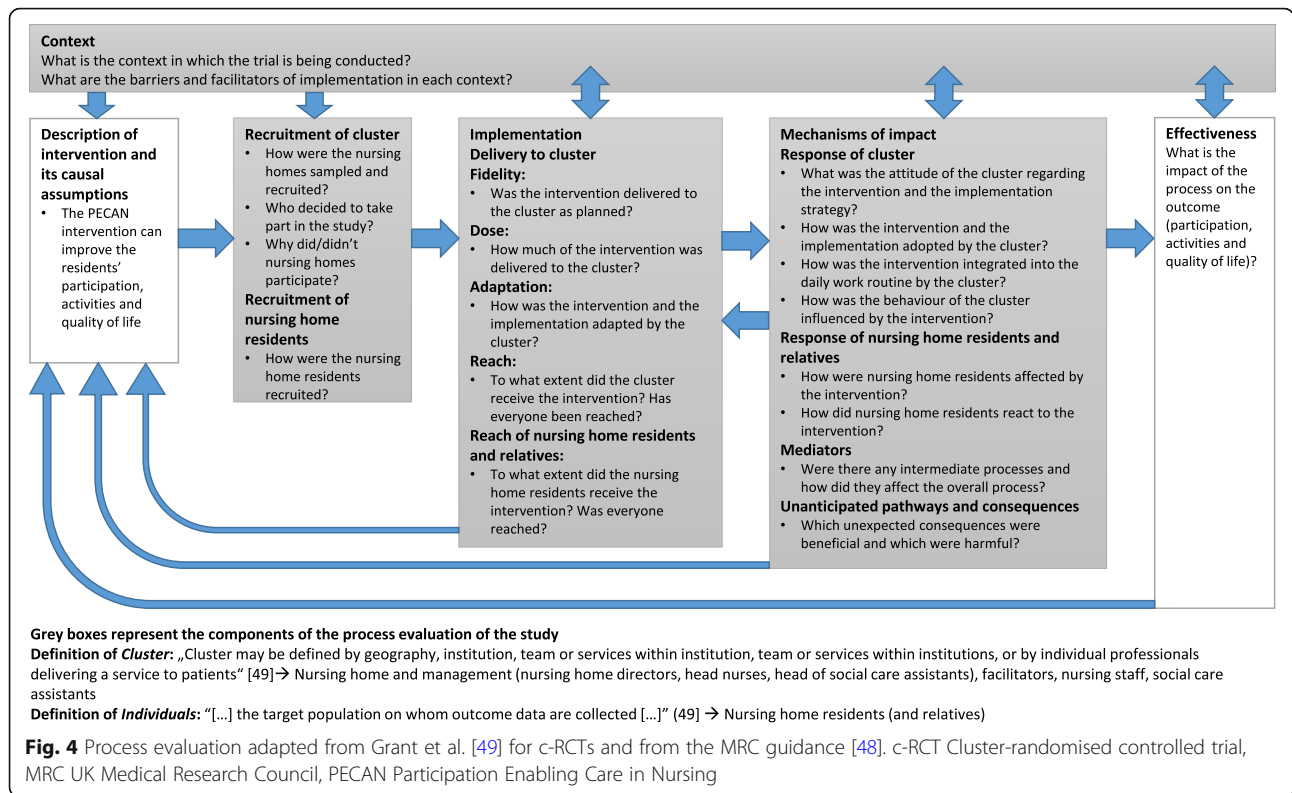 Context
What is the context in which the trial is being conducted?
What are the barriers and facilitators of implementation in each context?
Description of
intervention and
its causal
assumptions
• The PECAN
intervention can
improve the
residents’
participation,
activities and
quality of life
Recruitment of cluster
• How were the nursing
homes sampled and
recruited?
• Who decided to take
part in the study?
• Why did/didn’t
nursing homes
participate?
Recruitment of
nursing home
residents
• How were the nursing
home residents
recruited?
Implementation
Delivery to cluster
Fidelity:
• Was the intervention delivered to
the cluster as planned?
Dose:
• How much of the intervention was
delivered to the cluster?
Adaptation:
• How was the intervention and the
implementation adapted by the
cluster?
Reach:
• To what extent did the cluster
receive the intervention? Has
everyone been reached?
Reach of nursing home residents
and relatives:
• To what extent did the nursing
home residents receive the
intervention? Was everyone
reached?
Mechanisms of impact
Response of cluster
• What was the attitude of the cluster regarding
the intervention and the implementation
strategy?
• How was the intervention and the
implementation adopted by the cluster?
• How was the intervention integrated into the
daily work routine by the cluster?
• How was the behaviour of the cluster
influenced by the intervention?
Response of nursing home residents and
relatives
• How were nursing home residents affected by
the intervention?
• How did nursing home residents react to the
intervention?
Mediators
• Were there any intermediate processes and
how did they affect the overall process?
Unanticipated pathways and consequences
• Which unexpected consequences were
beneficial and which were harmful?
Effectiveness
What is the
impact of the
process on the
outcome
(participation,
activities and
quality of life)?
Grey boxes represent the components of the process evaluation of the study
Definition of Cluster: „Cluster may be defined by geography, institution, team or services within institution, team or services within institutions, or by individual professionals
delivering a service to patients“ [49]→ Nursing home and management (nursing home directors, head nurses, head of social care assistants), facilitators, nursing staff, social care
assistants
Definition of Individuals: “[…] the target population on whom outcome data are collected […]” (49) → Nursing home residents (and relatives)
Fig. 4 Process evaluation adapted from Grant et al. [49] for c-RCTs and from the MRC guidance [48]. c-RCT Cluster-randomised controlled trial,
MRC UK Medical Research Council, PECAN Participation Enabling Care in Nursing